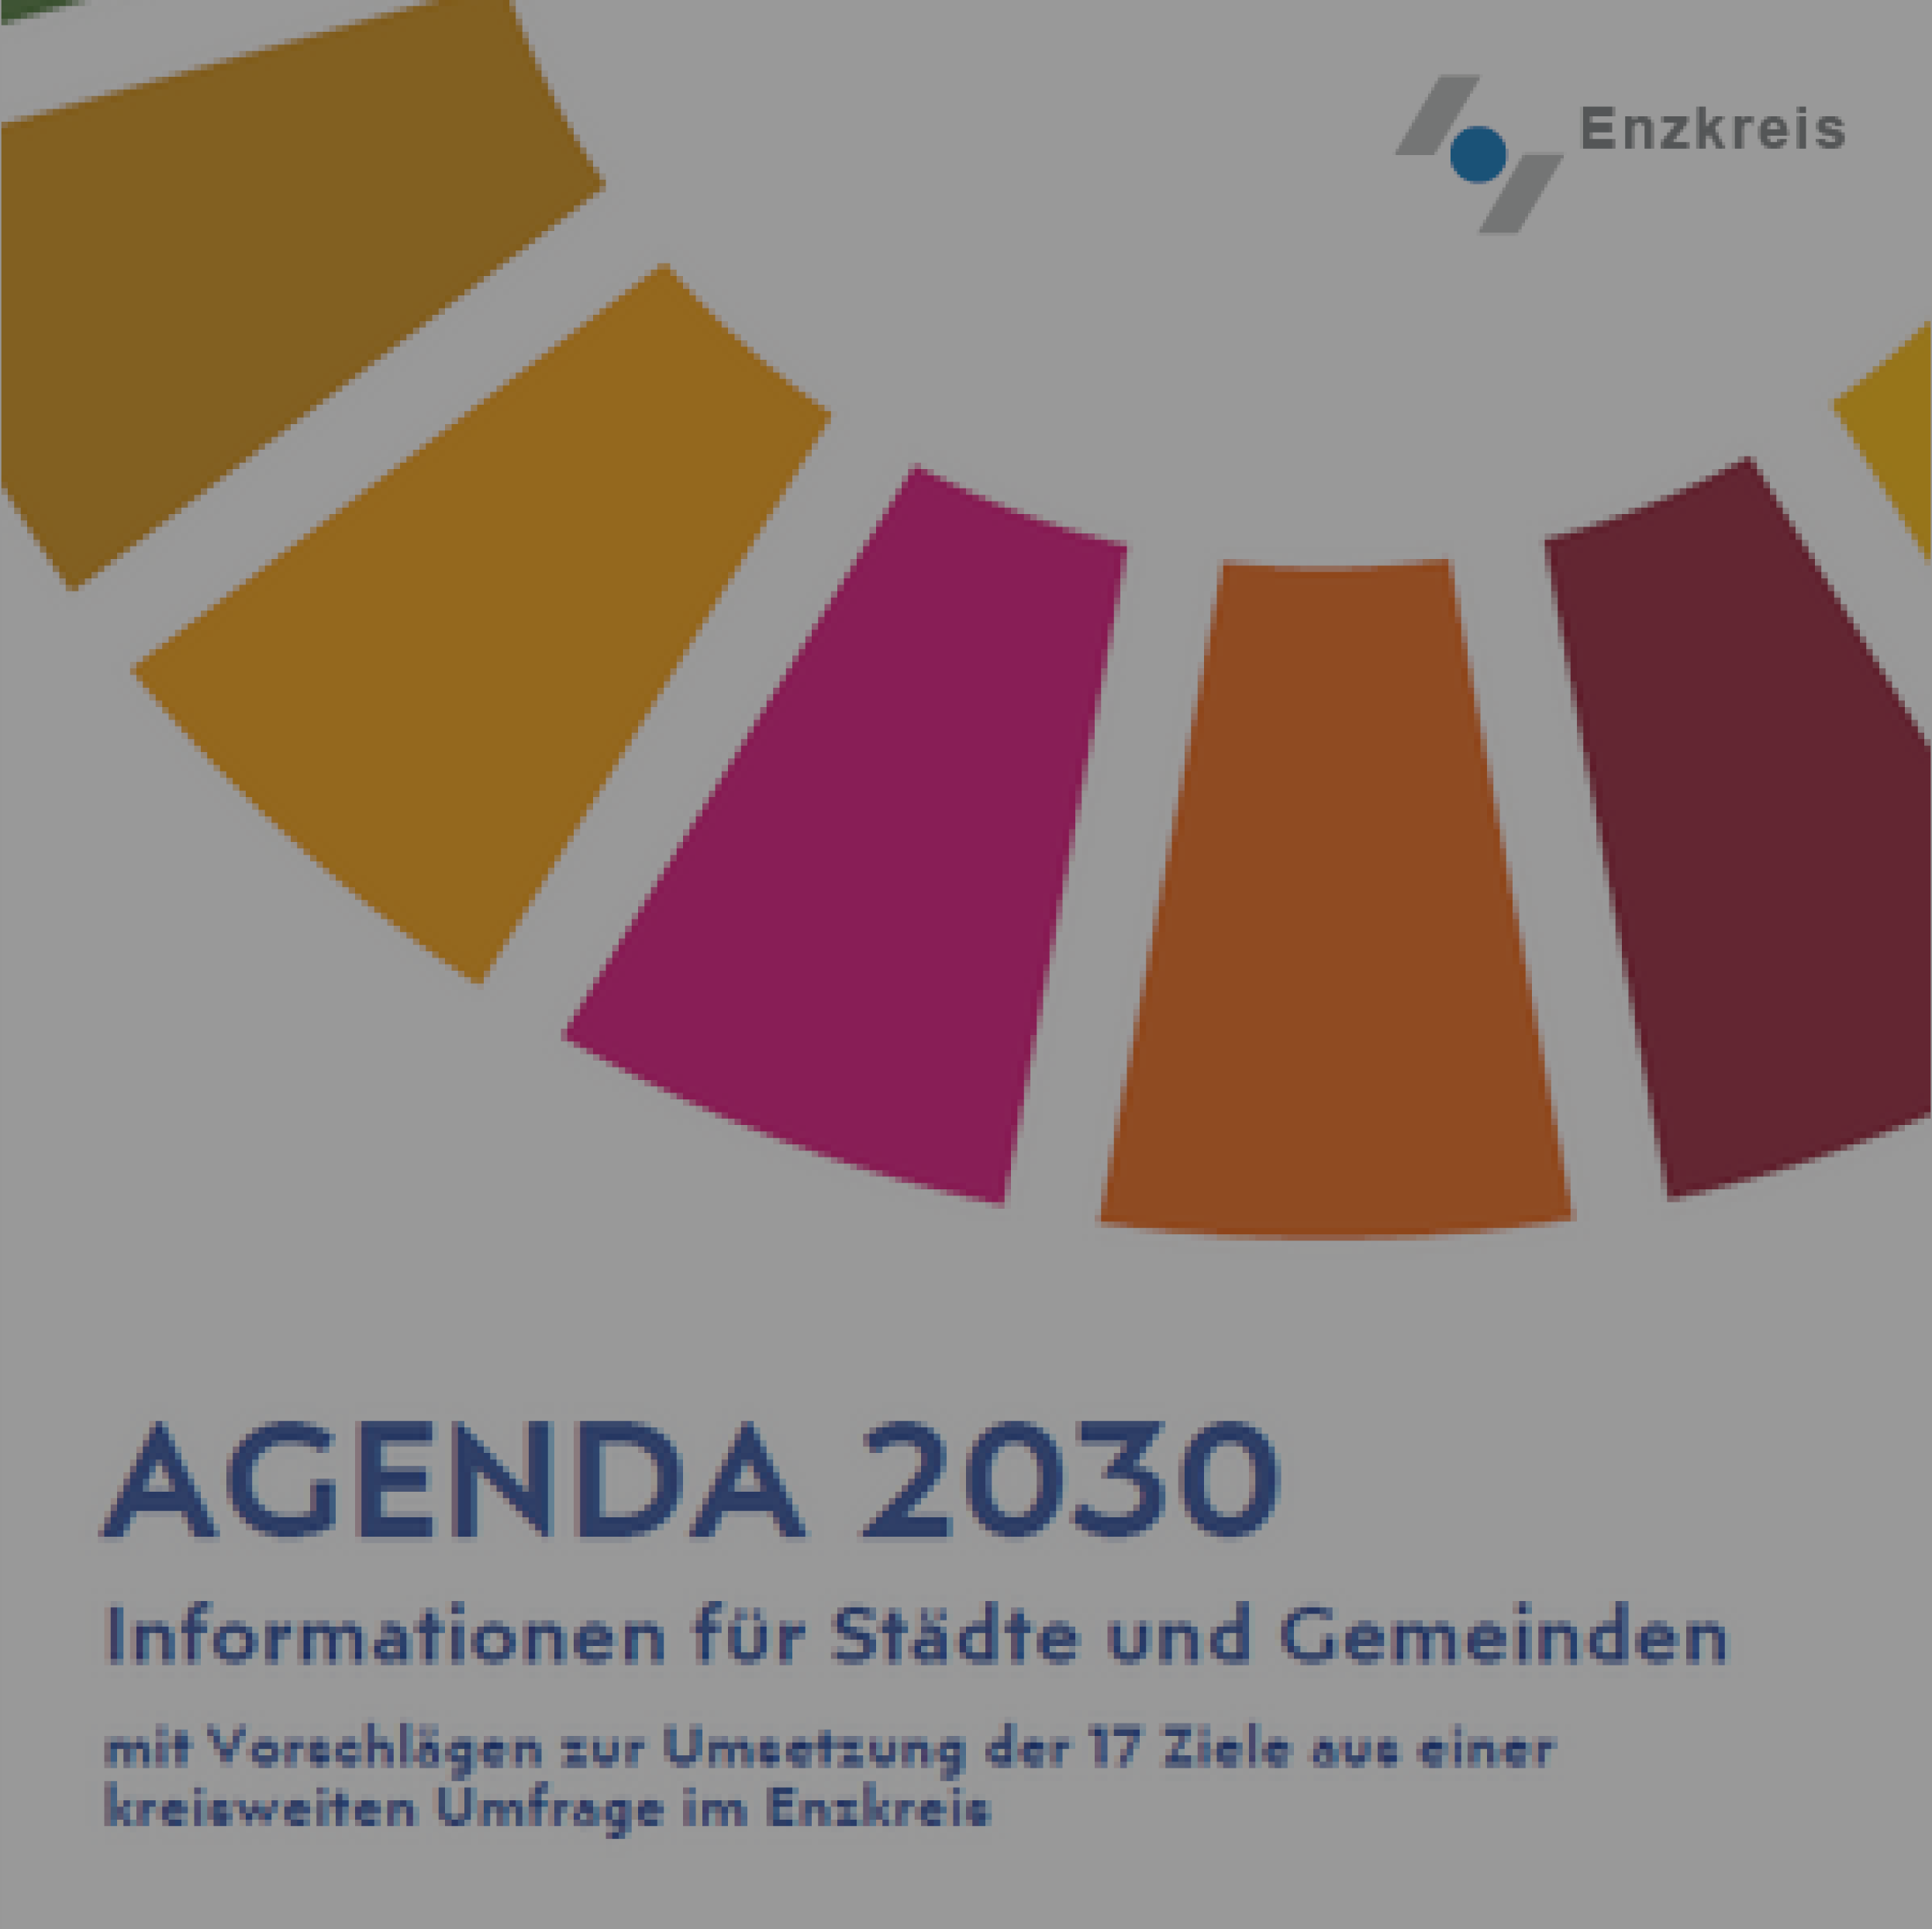 Enzkreis
AGENDA 2030
Informationen für Städte und Gemeinden
mit Vorschlägen zur Umsetzung der 17 Ziele aus einer
kreisweiten Umfrage im Enzkreis